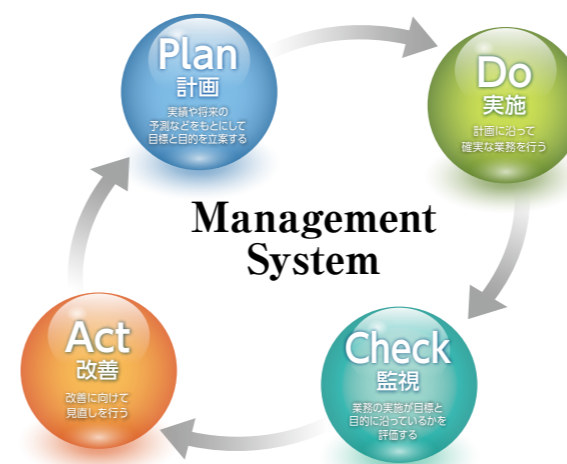 Plan
計画
実績や将来の
予測などをもとにして
目標と目的を立案する
Do
実施
計画に沿って
確実な業務を行う
Management
System
Act
改善
改善に向けて
見直しを行う
Check
監視
業務の実施が目標と
目的に沿っているかを
評価する